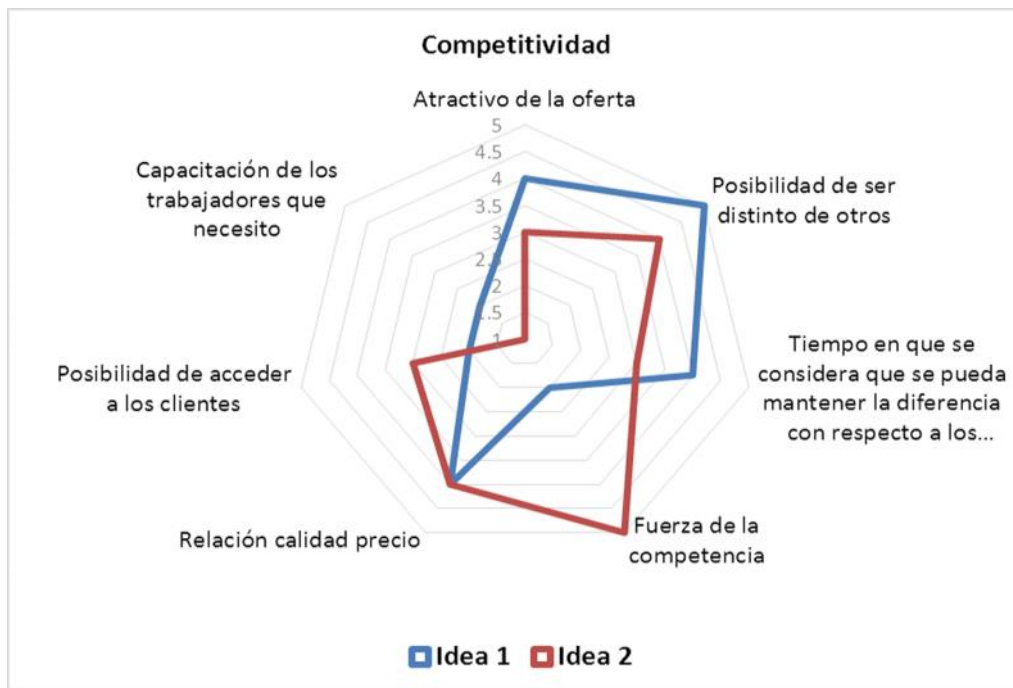 Competitividad
Atractivo de la oferta
5
4.5
4
3.5
3
2.5
2
1.5
1
Capacitación de los
trabajadores que
necesito
Posibilidad de ser
distinto de otros
Posibilidad de acceder
a los clientes
Tiempo en que se
considera que se pueda
mantener la diferencia
con respecto a los...
Relación calidad precio
Fuerza de la
competencia
Idea 1 Idea 2